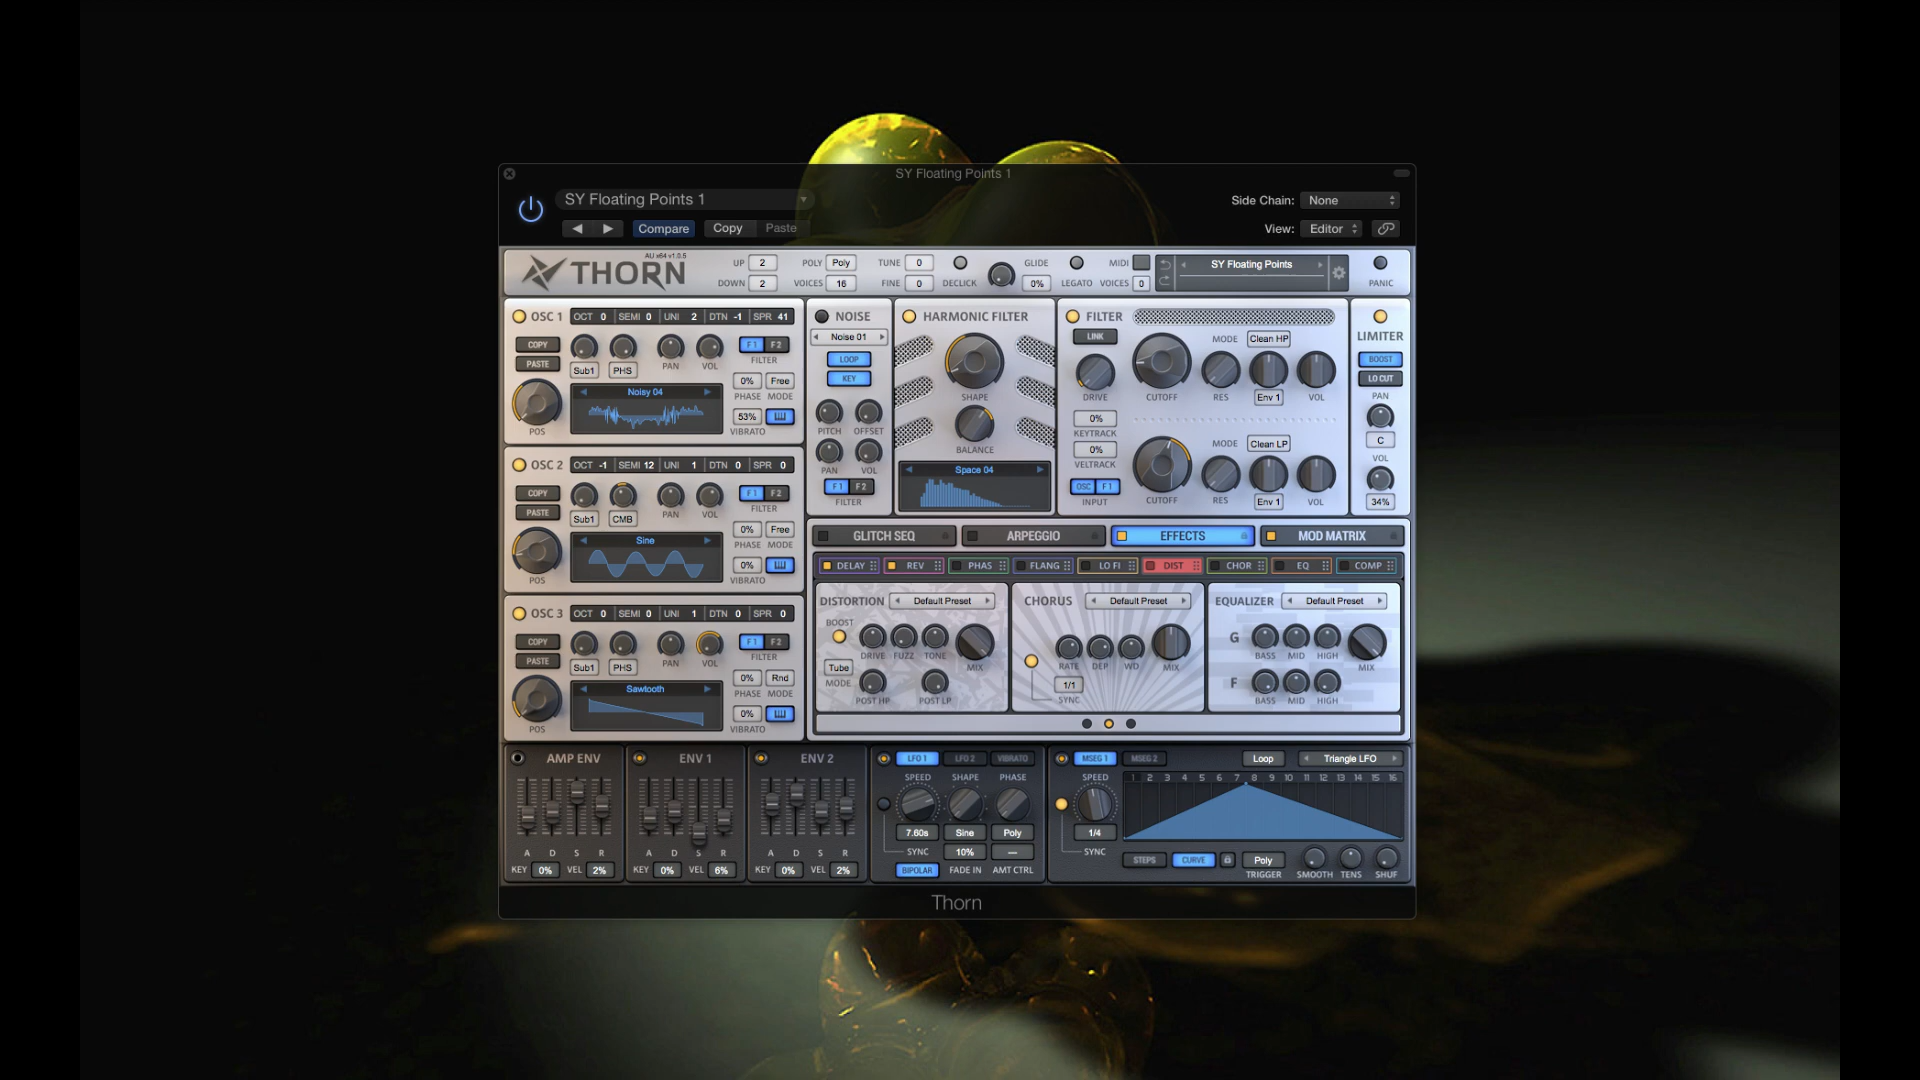 SY Floating Points 1
SY Floating Points 1
Side Chain: None
Compare Copy Paste
View: Editor
AU x64 v1.0.5
THORN
UP 2 POLY Poly TUNE 0 GLIDE MIDI SY Floating Points
DOWN 2 VOICES 16 FINE 0 DECLICK 0% LEGATO VOICES 0 PANIC
OSC 1 OCT 0 SEMI 0 UNI 2 DTN -1 SPR 41
COPY F1 F2
PASTE Sub1 PHS PAN VOL FILTER
Noisy 04 0% Free
PHASE MODE
53%
POS VIBRATO
OSC 2 OCT -1 SEMI 12 UNI 1 DTN 0 SPR 0
COPY F1 F2
PASTE Sub1 CMB PAN VOL FILTER
Sine 0% Free
PHASE MODE
0%
POS VIBRATO
OSC 3 OCT 0 SEMI 0 UNI 1 DTN 0 SPR 0
COPY F1 F2
PASTE Sub1 PHS PAN VOL FILTER
Sawtooth 0% Rnd
PHASE MODE
0%
POS VIBRATO
NOISE
Noise 01
LOOP
KEY
PITCH OFFSET
PAN VOL
F1 F2
FILTER
HARMONIC FILTER
SHAPE
BALANCE
Space 04
FILTER
LINK MODE Clean HP
DRIVE CUTOFF RES Env 1 VOL
0%
KEYTRACK
0% MODE Clean LP
VELTRACK
OSC F1
INPUT CUTOFF RES Env 1 VOL
LIMITER
BOOST
LO CUT
PAN
C
VOL
34%
GLITCH SEQ ARPEGGIO EFFECTS MOD MATRIX
DELAY REV PHAS FLANG LO FI DIST CHOR EQ COMP
DISTORTION Default Preset
BOOST
DRIVE FUZZ TONE MIX
Tube
MODE
POST HP POST LP
CHORUS Default Preset
RATE DEP WD MIX
1/1
SYNC
EQUALIZER Default Preset
G
BASS MID HIGH MIX
F
BASS MID HIGH
AMP ENV
A D S R
KEY 0% VEL 2%
ENV 1
A D S R
KEY 0% VEL 6%
ENV 2
A D S R
KEY 0% VEL 2%
LFO 1 LFO 2 VIBRATO
SPEED SHAPE PHASE
7.60s Sine Poly
SYNC 10% —
BIPOLAR FADE IN AMT CTRL
MSEG 1 MSEG 2 Loop Triangle LFO
SPEED 1 2 3 4 5 6 7 8 9 10 11 12 13 14 15 16
1/4
SYNC STEPS CURVE Poly
TRIGGER SMOOTH TENS SHUF
Thorn